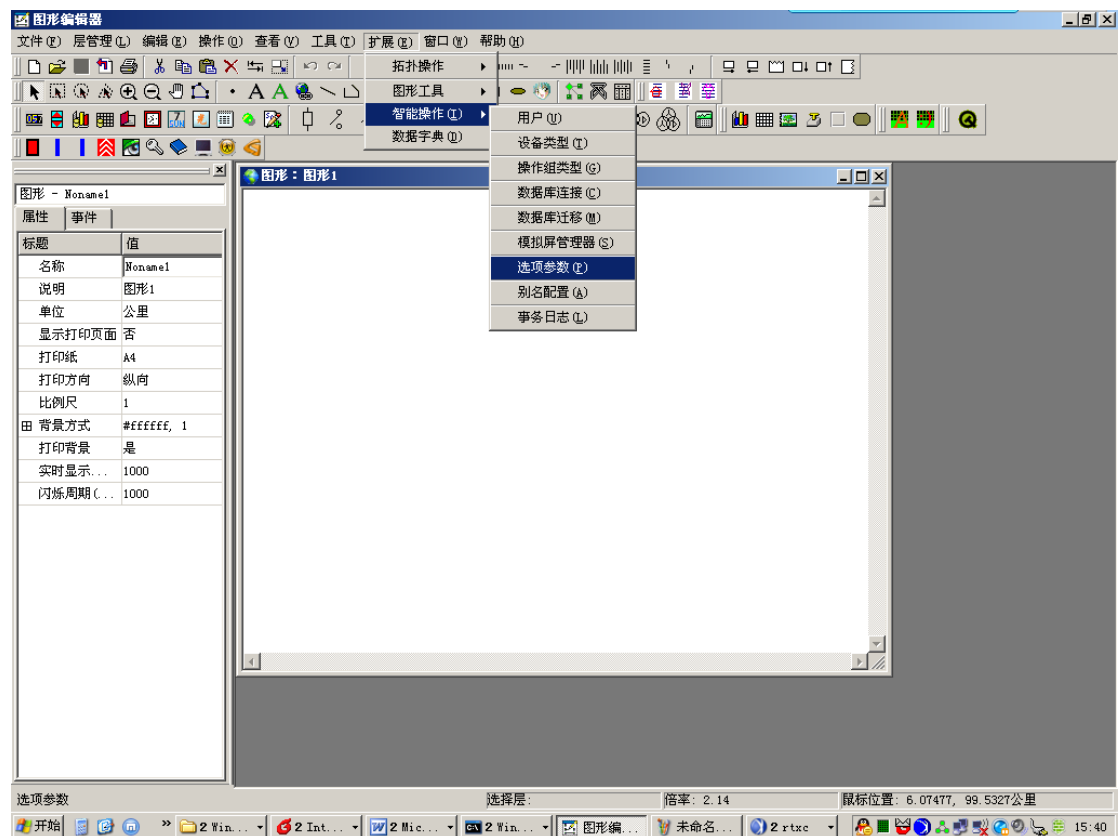 图形编辑器
文件(F) 层管理(L) 编辑(E) 操作(O) 查看(V) 工具(T) 扩展(E) 窗口(W) 帮助(H)
拓扑操作
图形工具
智能操作(I)
数据字典(D)
用户(U)
设备类型(T)
操作组类型(G)
数据库连接(C)
数据库迁移(M)
模拟屏管理器(S)
选项参数(P)
别名配置(A)
事务日志(L)
图形 - Noname1
属性 事件
标题 值
名称 Noname1
说明 图形1
单位 公里
显示打印页面 否
打印纸 A4
打印方向 纵向
比例尺 1
背景方式 #ffffff, 1
打印背景 是
实时显示... 1000
闪烁周期(... 1000
图形：图形1
选项参数 选择层: 倍率: 2.14 鼠标位置: 6.07477, 99.5327公里
开始 2 Win... 2 Int... 2 Mic... 2 Win... 图形编... 未命名... 2 rtxc 15:40